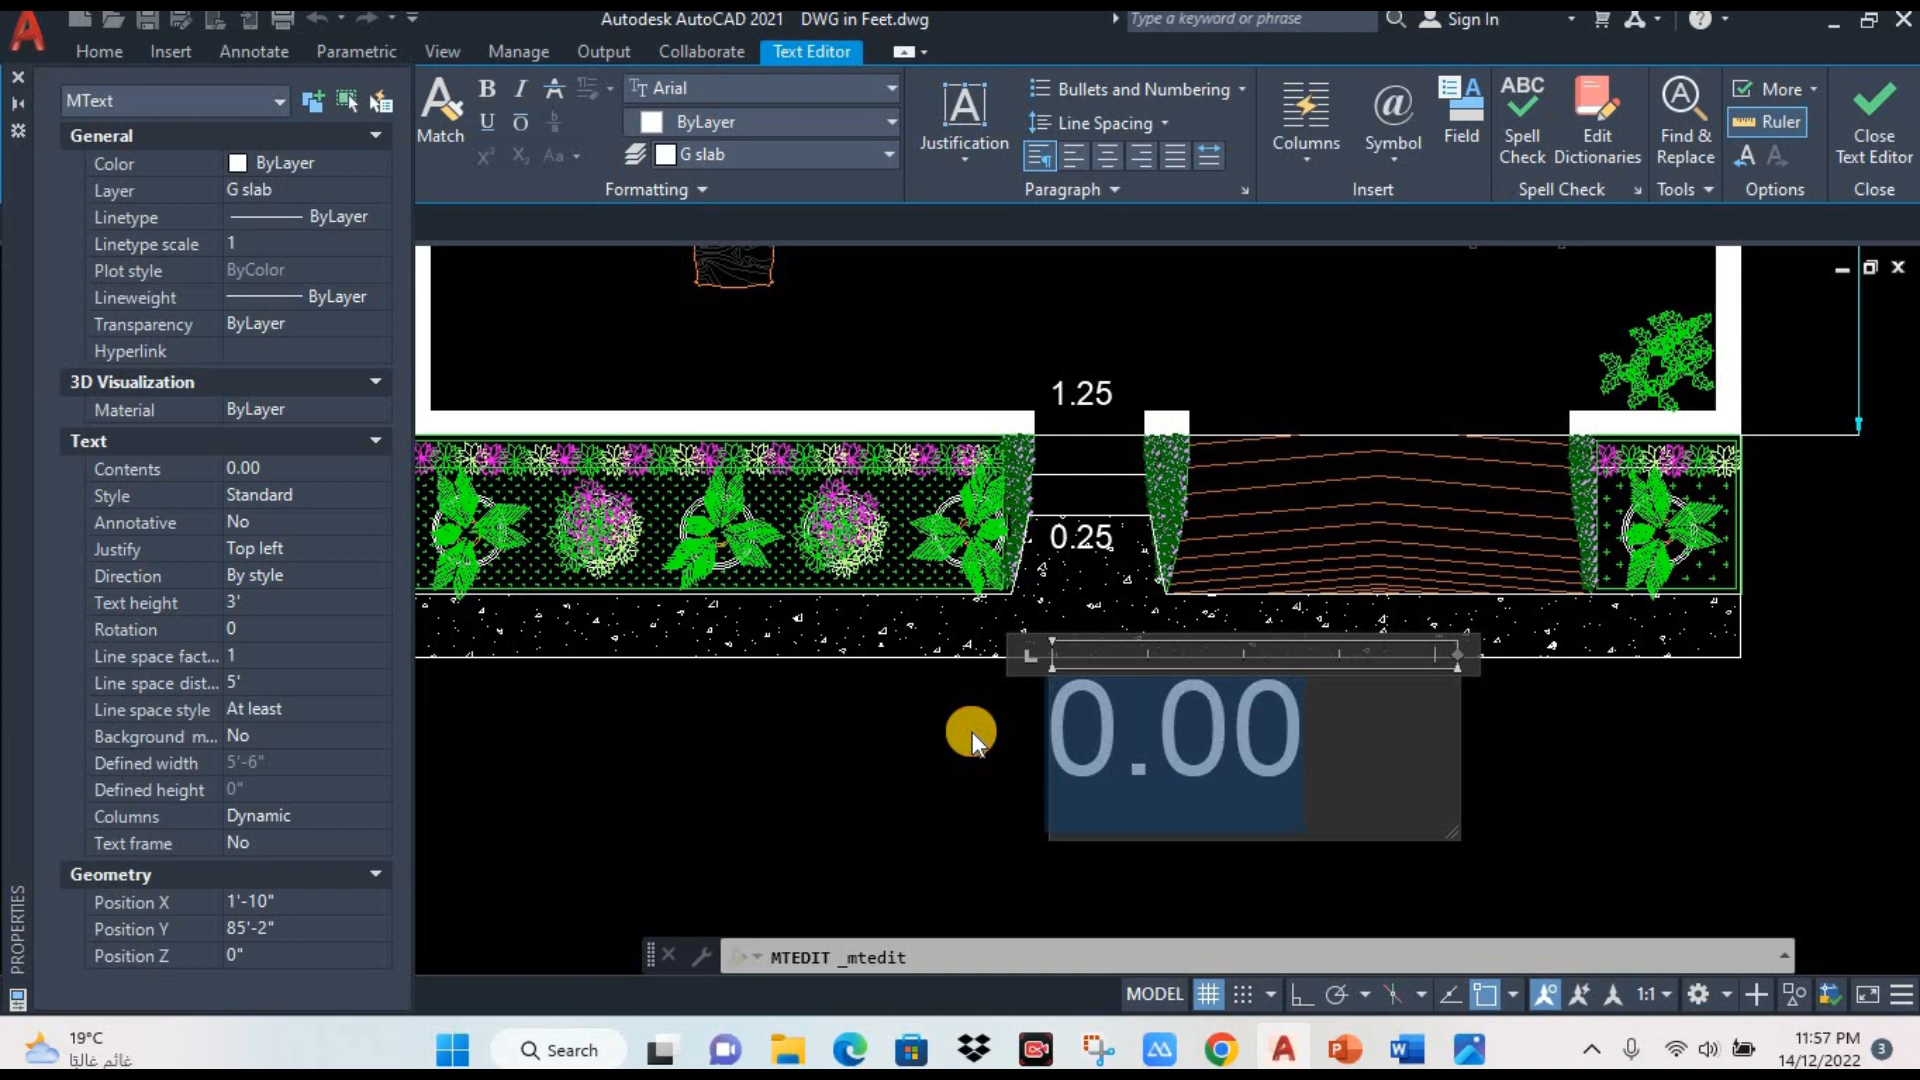 Autodesk AutoCAD 2021 DWG in Feet.dwg
Type a keyword or phrase
Sign In
Home Insert Annotate Parametric View Manage Output Collaborate Text Editor
MText
General
Color ByLayer
Layer G slab
Linetype ByLayer
Linetype scale 1
Plot style ByColor
Lineweight ByLayer
Transparency ByLayer
Hyperlink
3D Visualization
Material ByLayer
Text
Contents 0.00
Style Standard
Annotative No
Justify Top left
Direction By style
Text height 3'
Rotation 0
Line space fact... 1
Line space dist... 5'
Line space style At least
Background m... No
Defined width 5'-6"
Defined height 0"
Columns Dynamic
Text frame No
Geometry
Position X 1'-10"
Position Y 85'-2"
Position Z 0"
PROPERTIES
Match
B I A
U O b/a
X² X₂ Aa
Arial
ByLayer
G slab
Formatting
A
Justification
Bullets and Numbering
Line Spacing
Paragraph
Columns
@
Symbol
A
Field
Insert
ABC
Spell
Check
Edit
Dictionaries
Spell Check
A
Find &
Replace
Tools
More
Ruler
A A
Options
Close
Text Editor
Close
1.25
0.25
0.00
MTEDIT _mtedit
MODEL 1:1
19°C
غائم غالبًا
Search
11:57 PM
14/12/2022
3